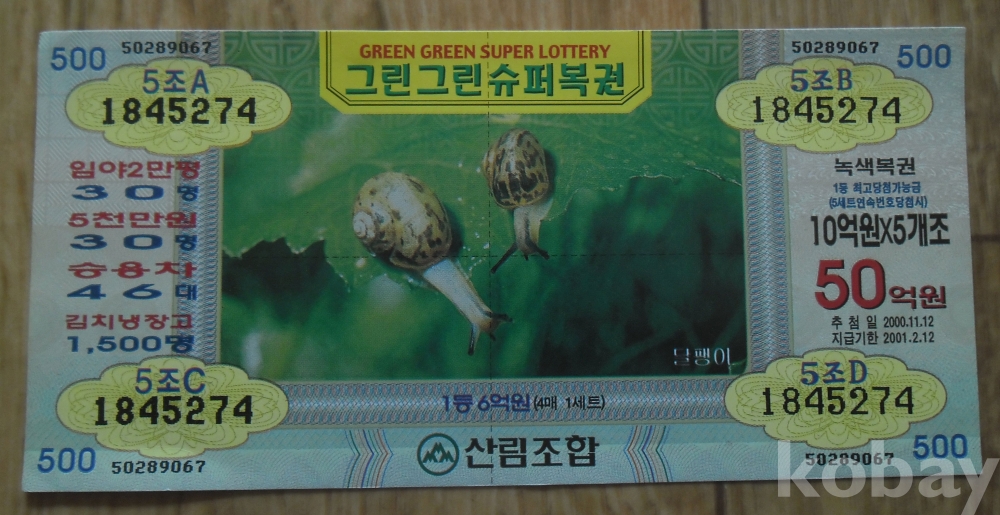 500
50289067
GREEN GREEN SUPER LOTTERY
50289067
500
5조A
1845274
그린그린슈퍼복권
5조B
1845274
임야2만평
30명
5천만원
30명
승용차
46대
김치냉장고
1,500명
녹색복권
1등 최고당첨가능금
(5세트연속번호당첨시)
10억원X5개조
50억원
추 첨 일 2000.11.12
지급기한 2001.2.12
달팽이
5조C
1845274
1등 6억원(4매 1세트)
5조D
1845274
500
50289067
산림조합
50289067
500
kobay